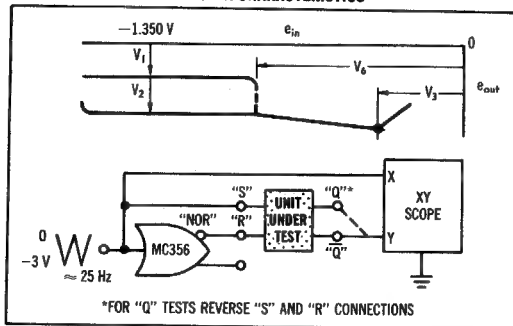 −1.350 V
e_in
0
V1
V2
V6
V3
e_out
X
XY
SCOPE
Y
"S"
"Q"*
UNIT
UNDER
TEST
"NOR"
"R"
"Q̅"
MC356
0
−3 V
≈ 25 Hz
*FOR "Q" TESTS REVERSE "S" AND "R" CONNECTIONS